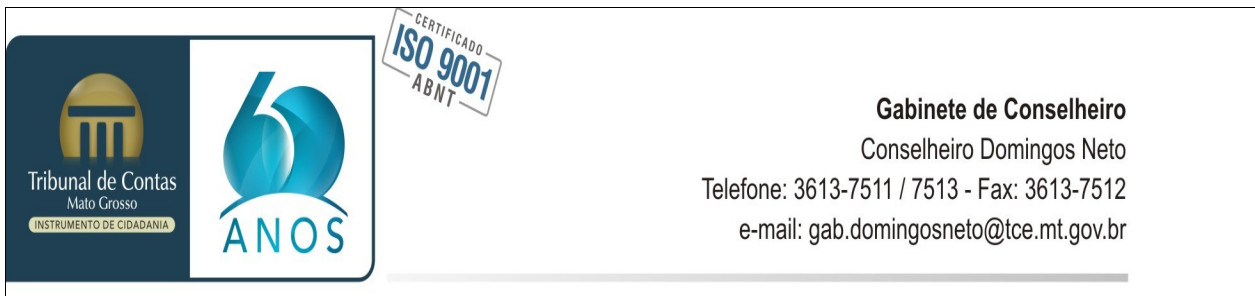 CERTIFICADO
ISO 9001
ABNT
Tribunal de Contas
Mato Grosso
INSTRUMENTO DE CIDADANIA
60
ANOS
Gabinete de Conselheiro
Conselheiro Domingos Neto
Telefone: 3613-7511 / 7513 - Fax: 3613-7512
e-mail: gab.domingosneto@tce.mt.gov.br